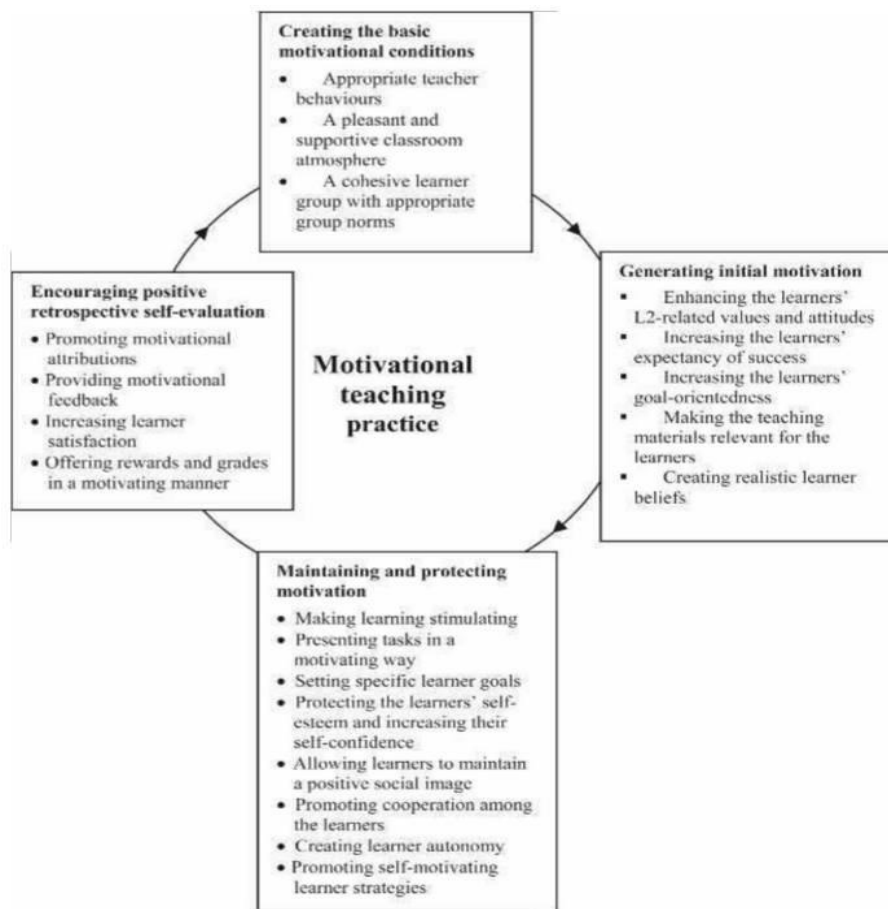 Creating the basic
motivational conditions
• Appropriate teacher
behaviours
• A pleasant and
supportive classroom
atmosphere
• A cohesive learner
group with appropriate
group norms
Generating initial motivation
▪ Enhancing the learners'
L2-related values and attitudes
▪ Increasing the learners'
expectancy of success
▪ Increasing the learners'
goal-orientedness
▪ Making the teaching
materials relevant for the
learners
▪ Creating realistic learner
beliefs
Encouraging positive
retrospective self-evaluation
• Promoting motivational
attributions
• Providing motivational
feedback
• Increasing learner
satisfaction
• Offering rewards and grades
in a motivating manner
Motivational
teaching
practice
Maintaining and protecting
motivation
• Making learning stimulating
• Presenting tasks in a
motivating way
• Setting specific learner goals
• Protecting the learners' self-
esteem and increasing their
self-confidence
• Allowing learners to maintain
a positive social image
• Promoting cooperation among
the learners
• Creating learner autonomy
• Promoting self-motivating
learner strategies